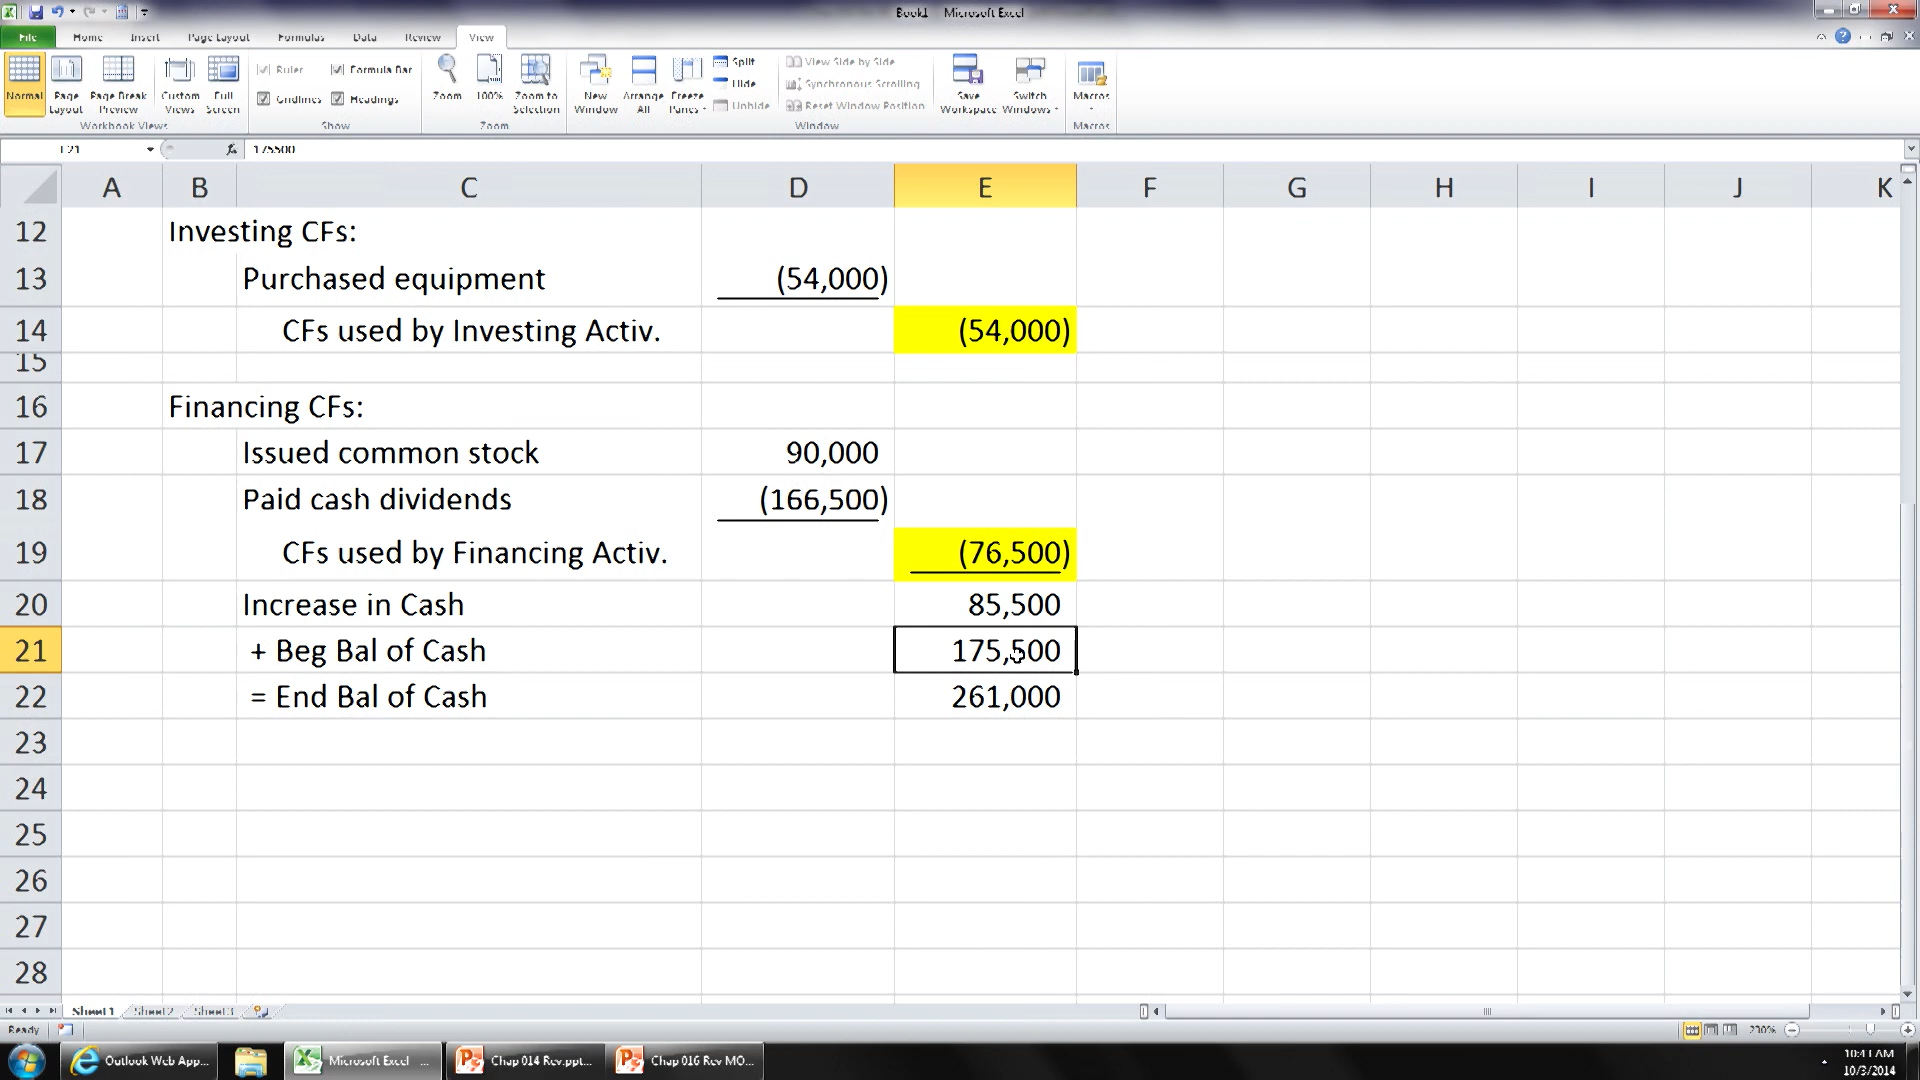 Book1 - Microsoft Excel
File Home Insert Page Layout Formulas Data Review View
Normal
Page Layout
Page Break Preview
Custom Views
Full Screen
Workbook Views
Ruler
Formula Bar
Gridlines
Headings
Show
Zoom
100%
Zoom to Selection
Zoom
New Window
Arrange All
Freeze Panes
Split
Hide
Unhide
View Side by Side
Synchronous Scrolling
Reset Window Position
Window
Save Workspace
Switch Windows
Macros
Macros
E21 fx 175500
A B C D E F G H I J K
12 Investing CFs:
13 Purchased equipment (54,000)
14 CFs used by Investing Activ. (54,000)
15
16 Financing CFs:
17 Issued common stock 90,000
18 Paid cash dividends (166,500)
19 CFs used by Financing Activ. (76,500)
20 Increase in Cash 85,500
21 + Beg Bal of Cash 175,500
22 = End Bal of Cash 261,000
23
24
25
26
27
28
Sheet1 Sheet2 Sheet3
Ready 230%
Outlook Web App... Microsoft Excel ... Chap 014 Rev.ppt... Chap 016 Rev MO... 10:41 AM
10/3/2014